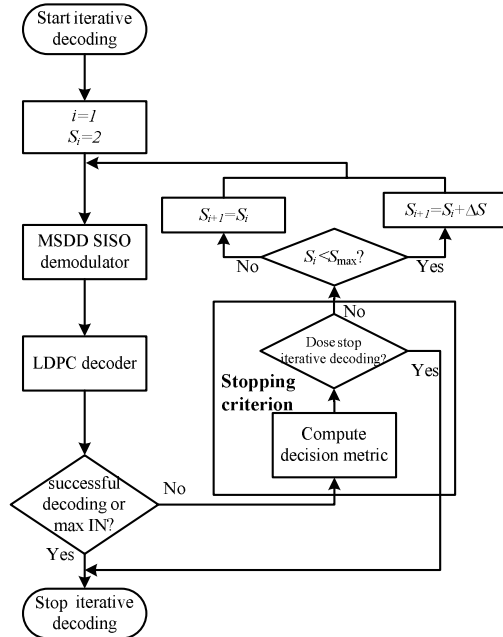 Start iterative
decoding
i=1
Si=2
Si+1=Si
Si+1=Si+ΔS
MSDD SISO
demodulator
Si<Smax?
No
Yes
No
LDPC decoder
Dose stop
iterative decoding?
Yes
Stopping
criterion
Compute
decision metric
successful
decoding or
max IN?
No
Yes
Stop iterative
decoding